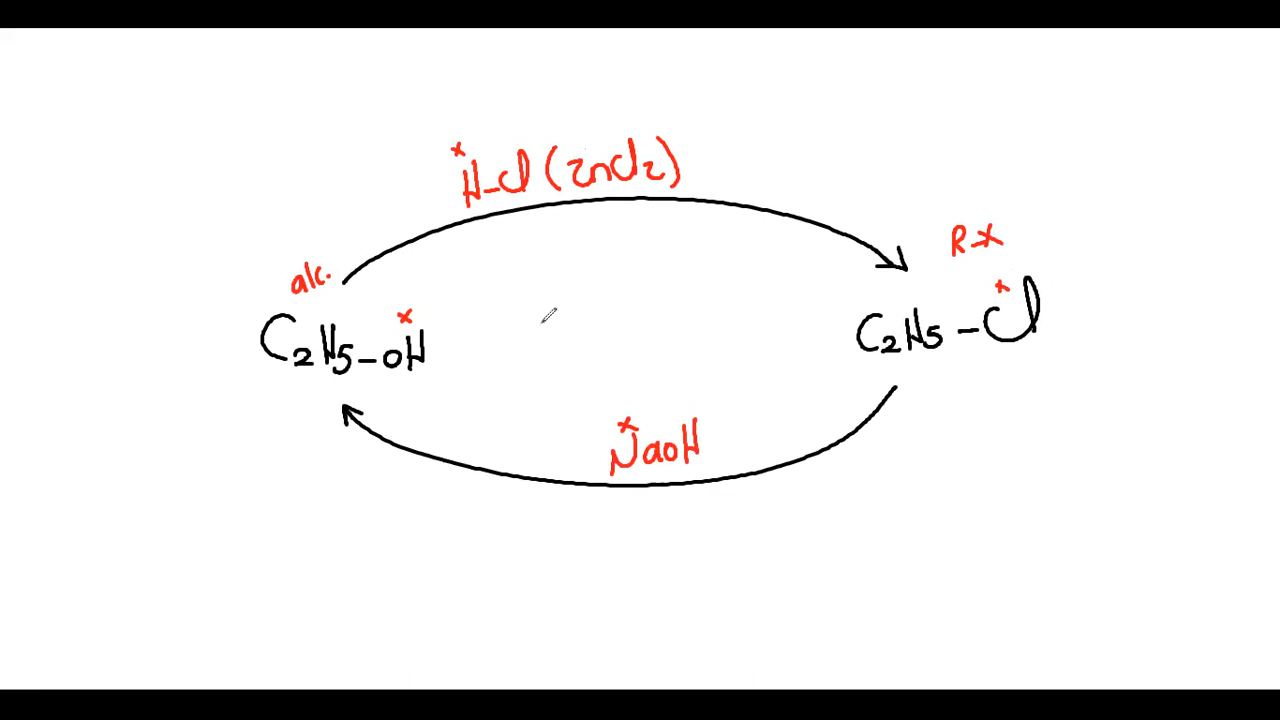 H-Cl (ZnCl2)
R-X
alc.
C2H5-OH
C2H5-Cl
NaOH